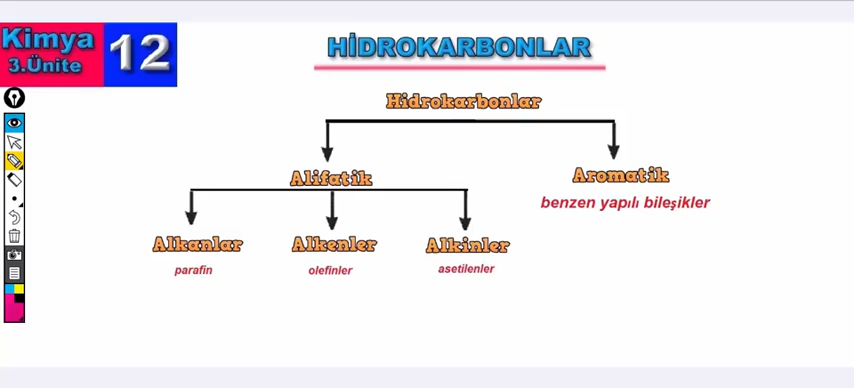 Kimya
3.Ünite
12
HİDROKARBONLAR
Hidrokarbonlar
Alifatik
Aromatik
benzen yapılı bileşikler
Alkanlar
Alkenler
Alkinler
parafin
olefinler
asetilenler